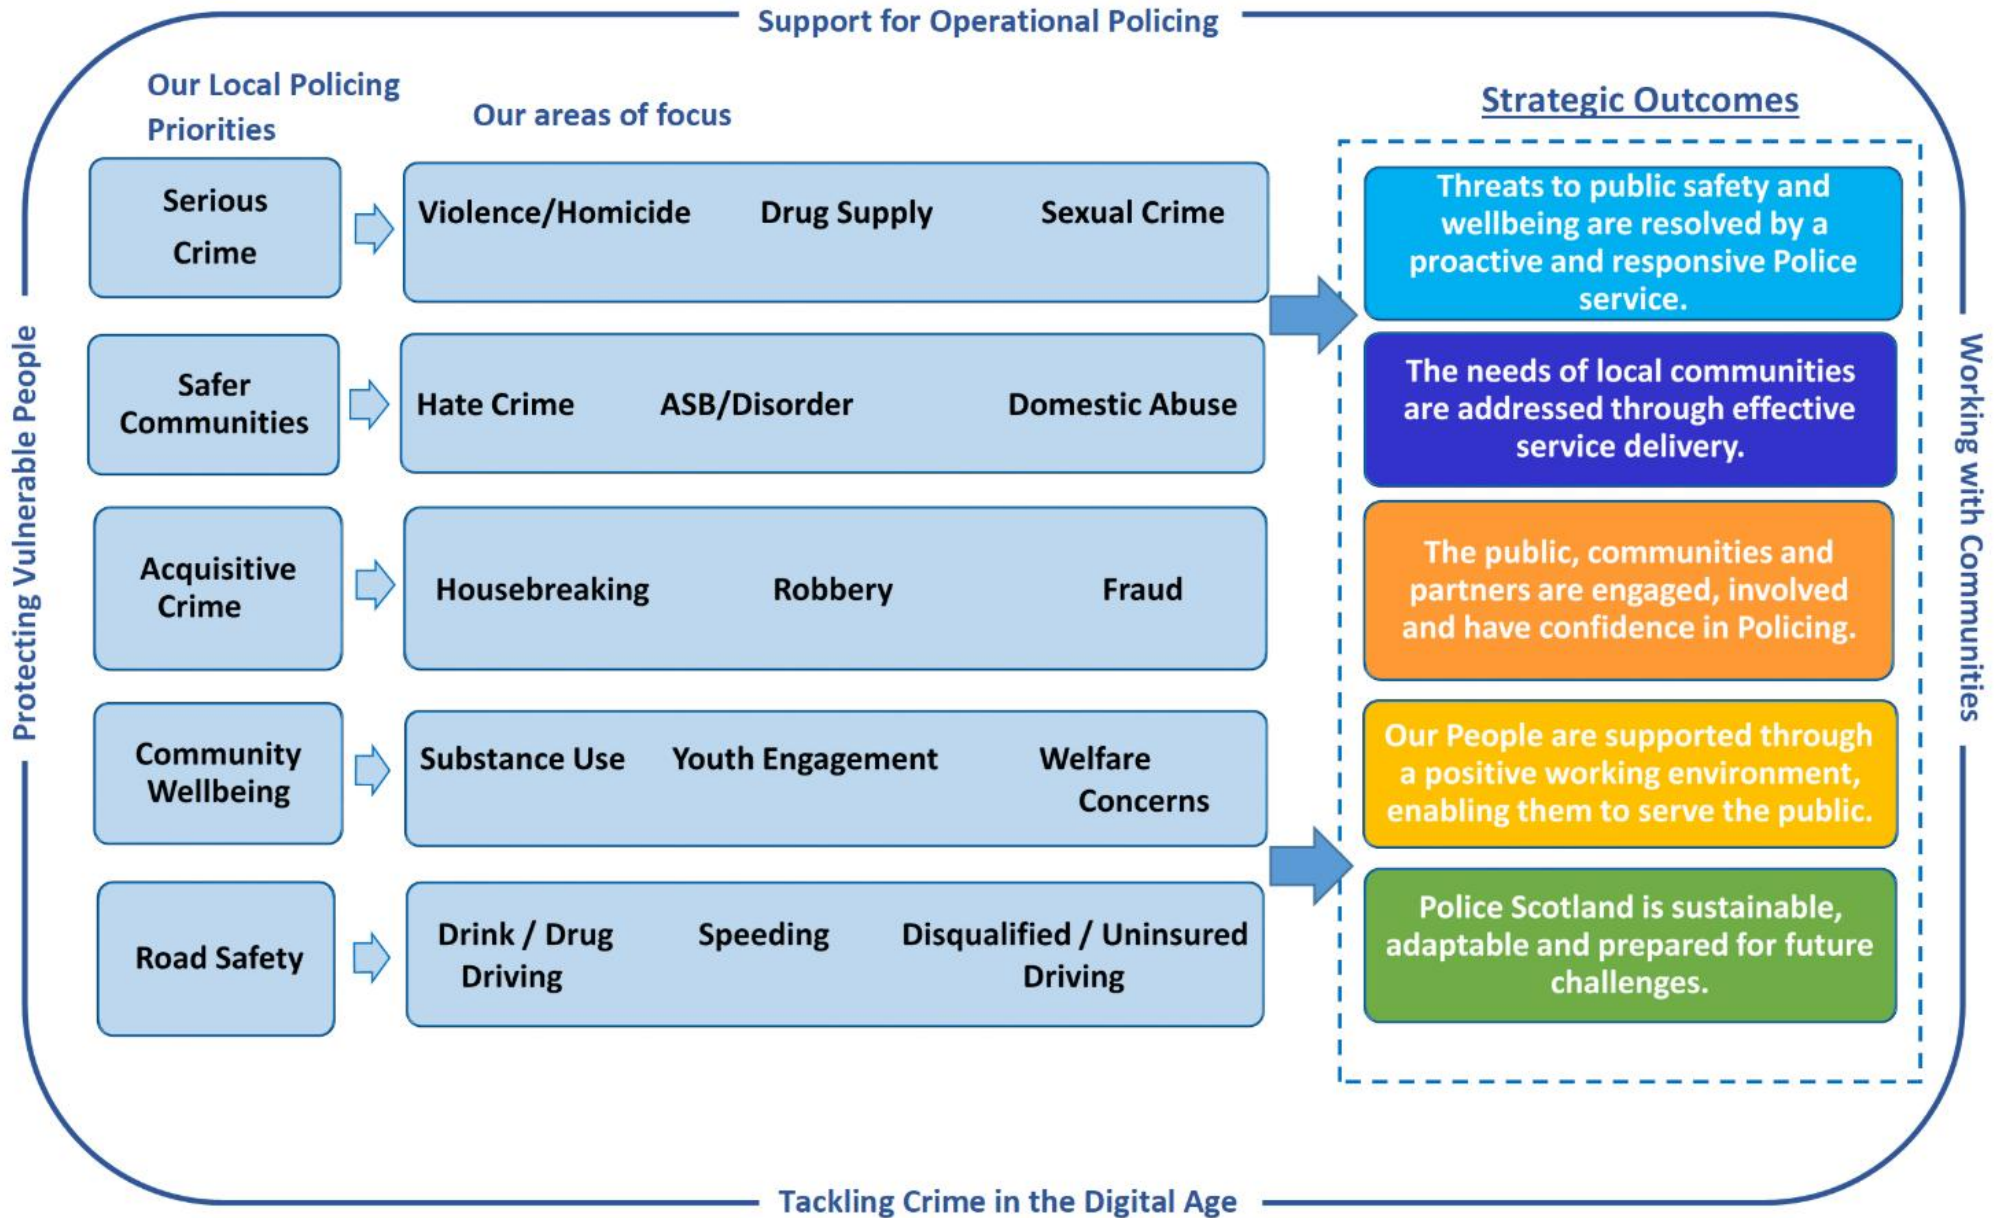 Support for Operational Policing
Our Local Policing
Priorities
Our areas of focus
Strategic Outcomes
Serious
Crime
Violence/Homicide Drug Supply Sexual Crime
Threats to public safety and
wellbeing are resolved by a
proactive and responsive Police
service.
Safer
Communities
Hate Crime ASB/Disorder Domestic Abuse
The needs of local communities
are addressed through effective
service delivery.
Acquisitive
Crime
Housebreaking Robbery Fraud
The public, communities and
partners are engaged, involved
and have confidence in Policing.
Community
Wellbeing
Substance Use Youth Engagement Welfare
Concerns
Our People are supported through
a positive working environment,
enabling them to serve the public.
Road Safety
Drink / Drug Speeding Disqualified / Uninsured
Driving Driving
Police Scotland is sustainable,
adaptable and prepared for future
challenges.
Protecting Vulnerable People
Working with Communities
Tackling Crime in the Digital Age